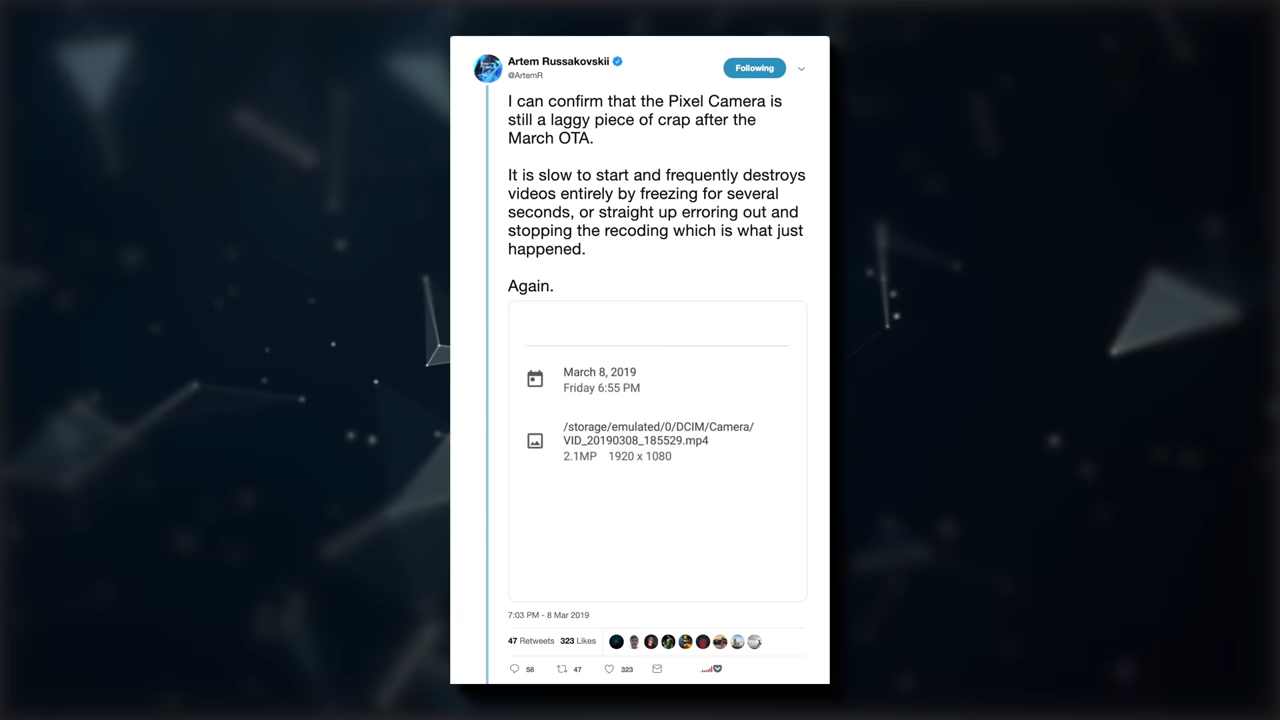 Artem Russakovskii
@ArtemR
Following
I can confirm that the Pixel Camera is
still a laggy piece of crap after the
March OTA.
It is slow to start and frequently destroys
videos entirely by freezing for several
seconds, or straight up erroring out and
stopping the recoding which is what just
happened.
Again.
March 8, 2019
Friday 6:55 PM
/storage/emulated/0/DCIM/Camera/
VID_20190308_185529.mp4
2.1MP 1920 x 1080
7:03 PM - 8 Mar 2019
47 Retweets 323 Likes
58 47 323